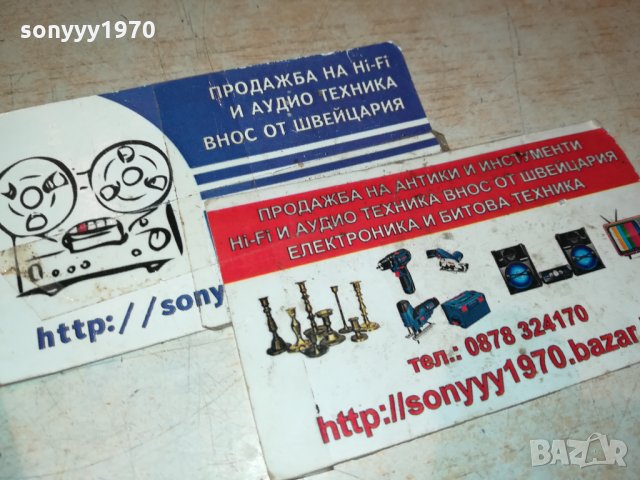 sonyyy1970
ПРОДАЖБА НА Hi-Fi
И АУДИО ТЕХНИКА
ВНОС ОТ ШВЕЙЦАРИЯ
http://sony
ПРОДАЖБА НА АНТИКИ И ИНСТУМЕНТИ
Hi-Fi И АУДИО ТЕХНИКА ВНОС ОТ ШВЕИЦАРИЯ
ЕЛЕКТРОНИКА И БИТОВА ТЕХНИКА
тел.: 0878 324170
http://sonyyy1970.bazar.
BAZAR